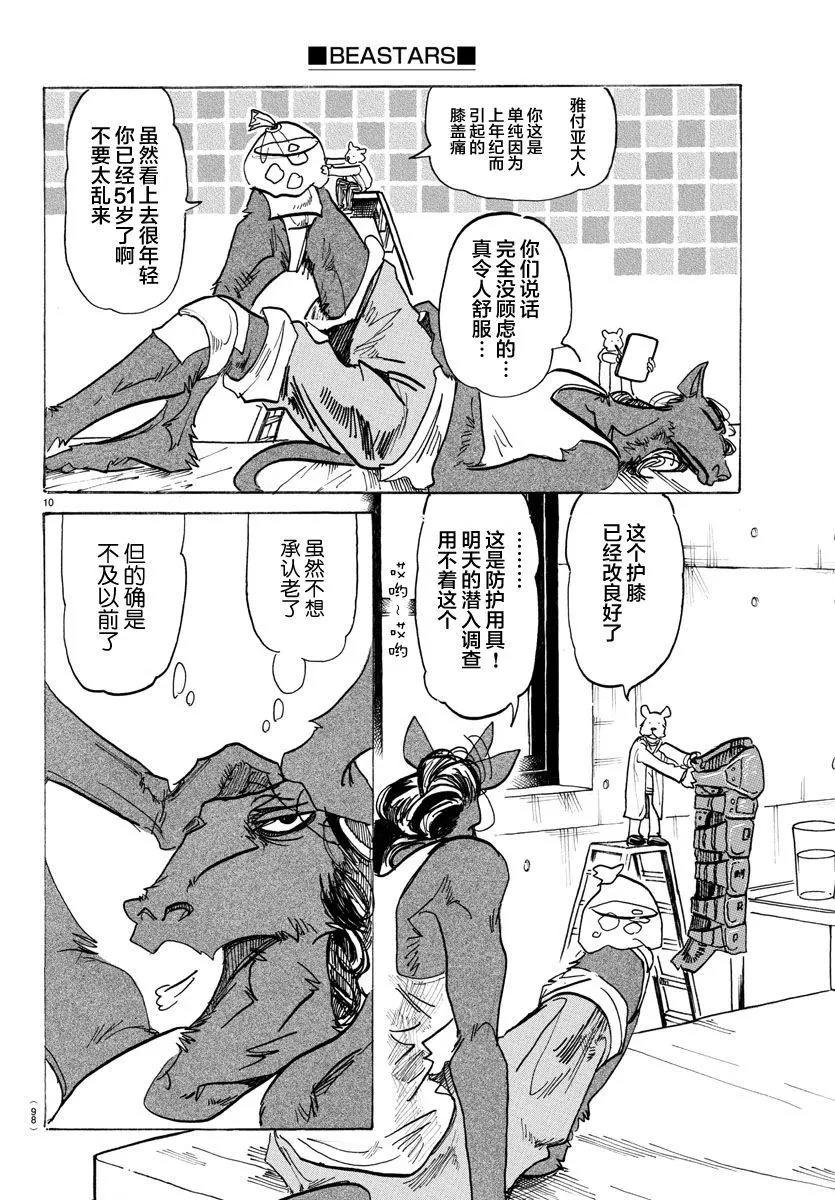 ■BEASTARS■
雅付亚大人
你这是
单纯因为
上年纪而
引起的
膝盖痛
虽然看上去很年轻
你已经51岁了啊
不要太乱来
你们说话
完全没顾虑的…
真令人舒服…
10
这个护膝
已经改良好了
………
这是防护用具！
明天的潜入调查
用不着这个
哎哟~哎哟
虽然不想
承认老了
但的确是
不及以前了
(98)